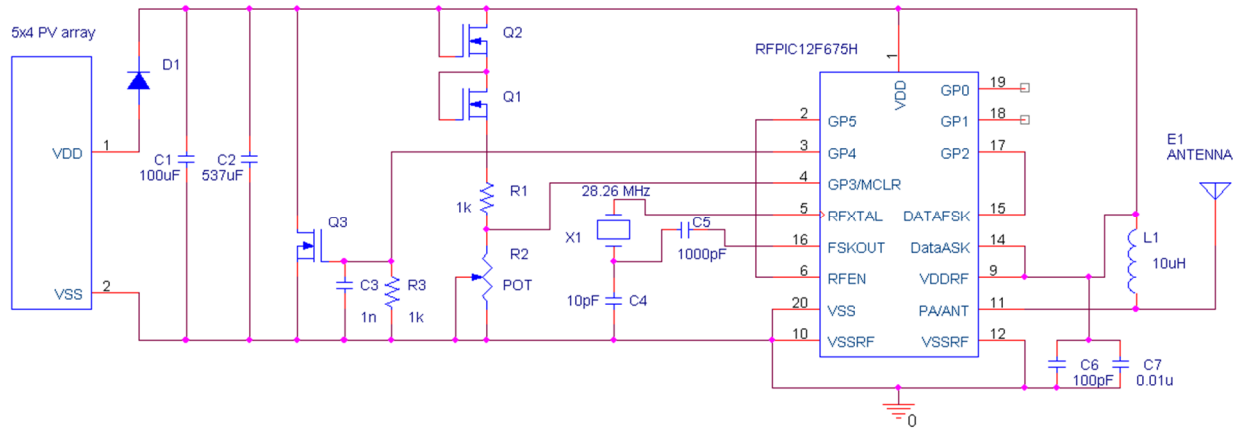 5x4 PV array
D1
VDD
1
VSS
2
C1
100uF
C2
537uF
Q2
Q1
R1
1k
R2
POT
Q3
C3
1n
R3
1k
28.26 MHz
X1
C5
1000pF
10pF
C4
RFPIC12F675H
1
VDD
2
GP5
3
GP4
4
GP3/MCLR
5
RFXTAL
16
FSKOUT
6
RFEN
20
VSS
10
VSSRF
GP0
19
GP1
18
GP2
17
DATAFSK
15
DataASK
14
VDDRF
9
PA/ANT
11
VSSRF
12
E1
ANTENNA
L1
10uH
C6
100pF
C7
0.01u
0